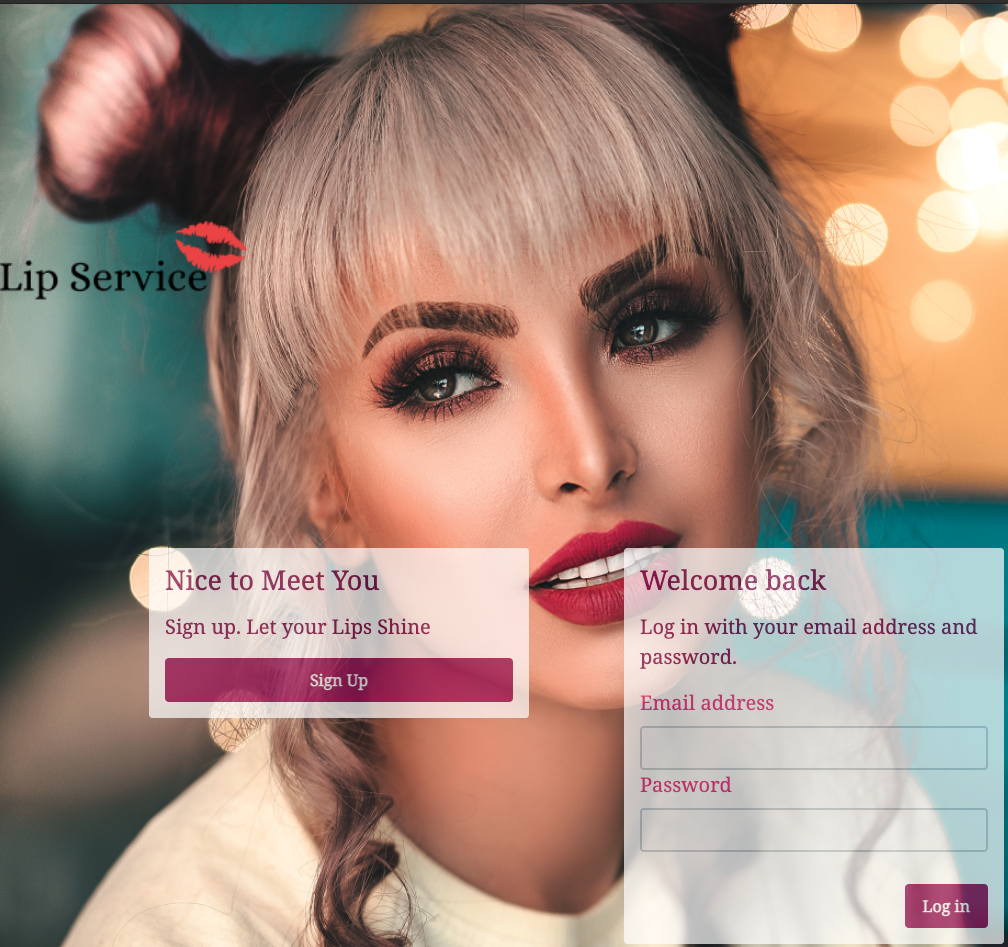 Lip Service
Nice to Meet You
Sign up. Let your Lips Shine
Sign Up
Welcome back
Log in with your email address and
password.
Email address
Password
Log in